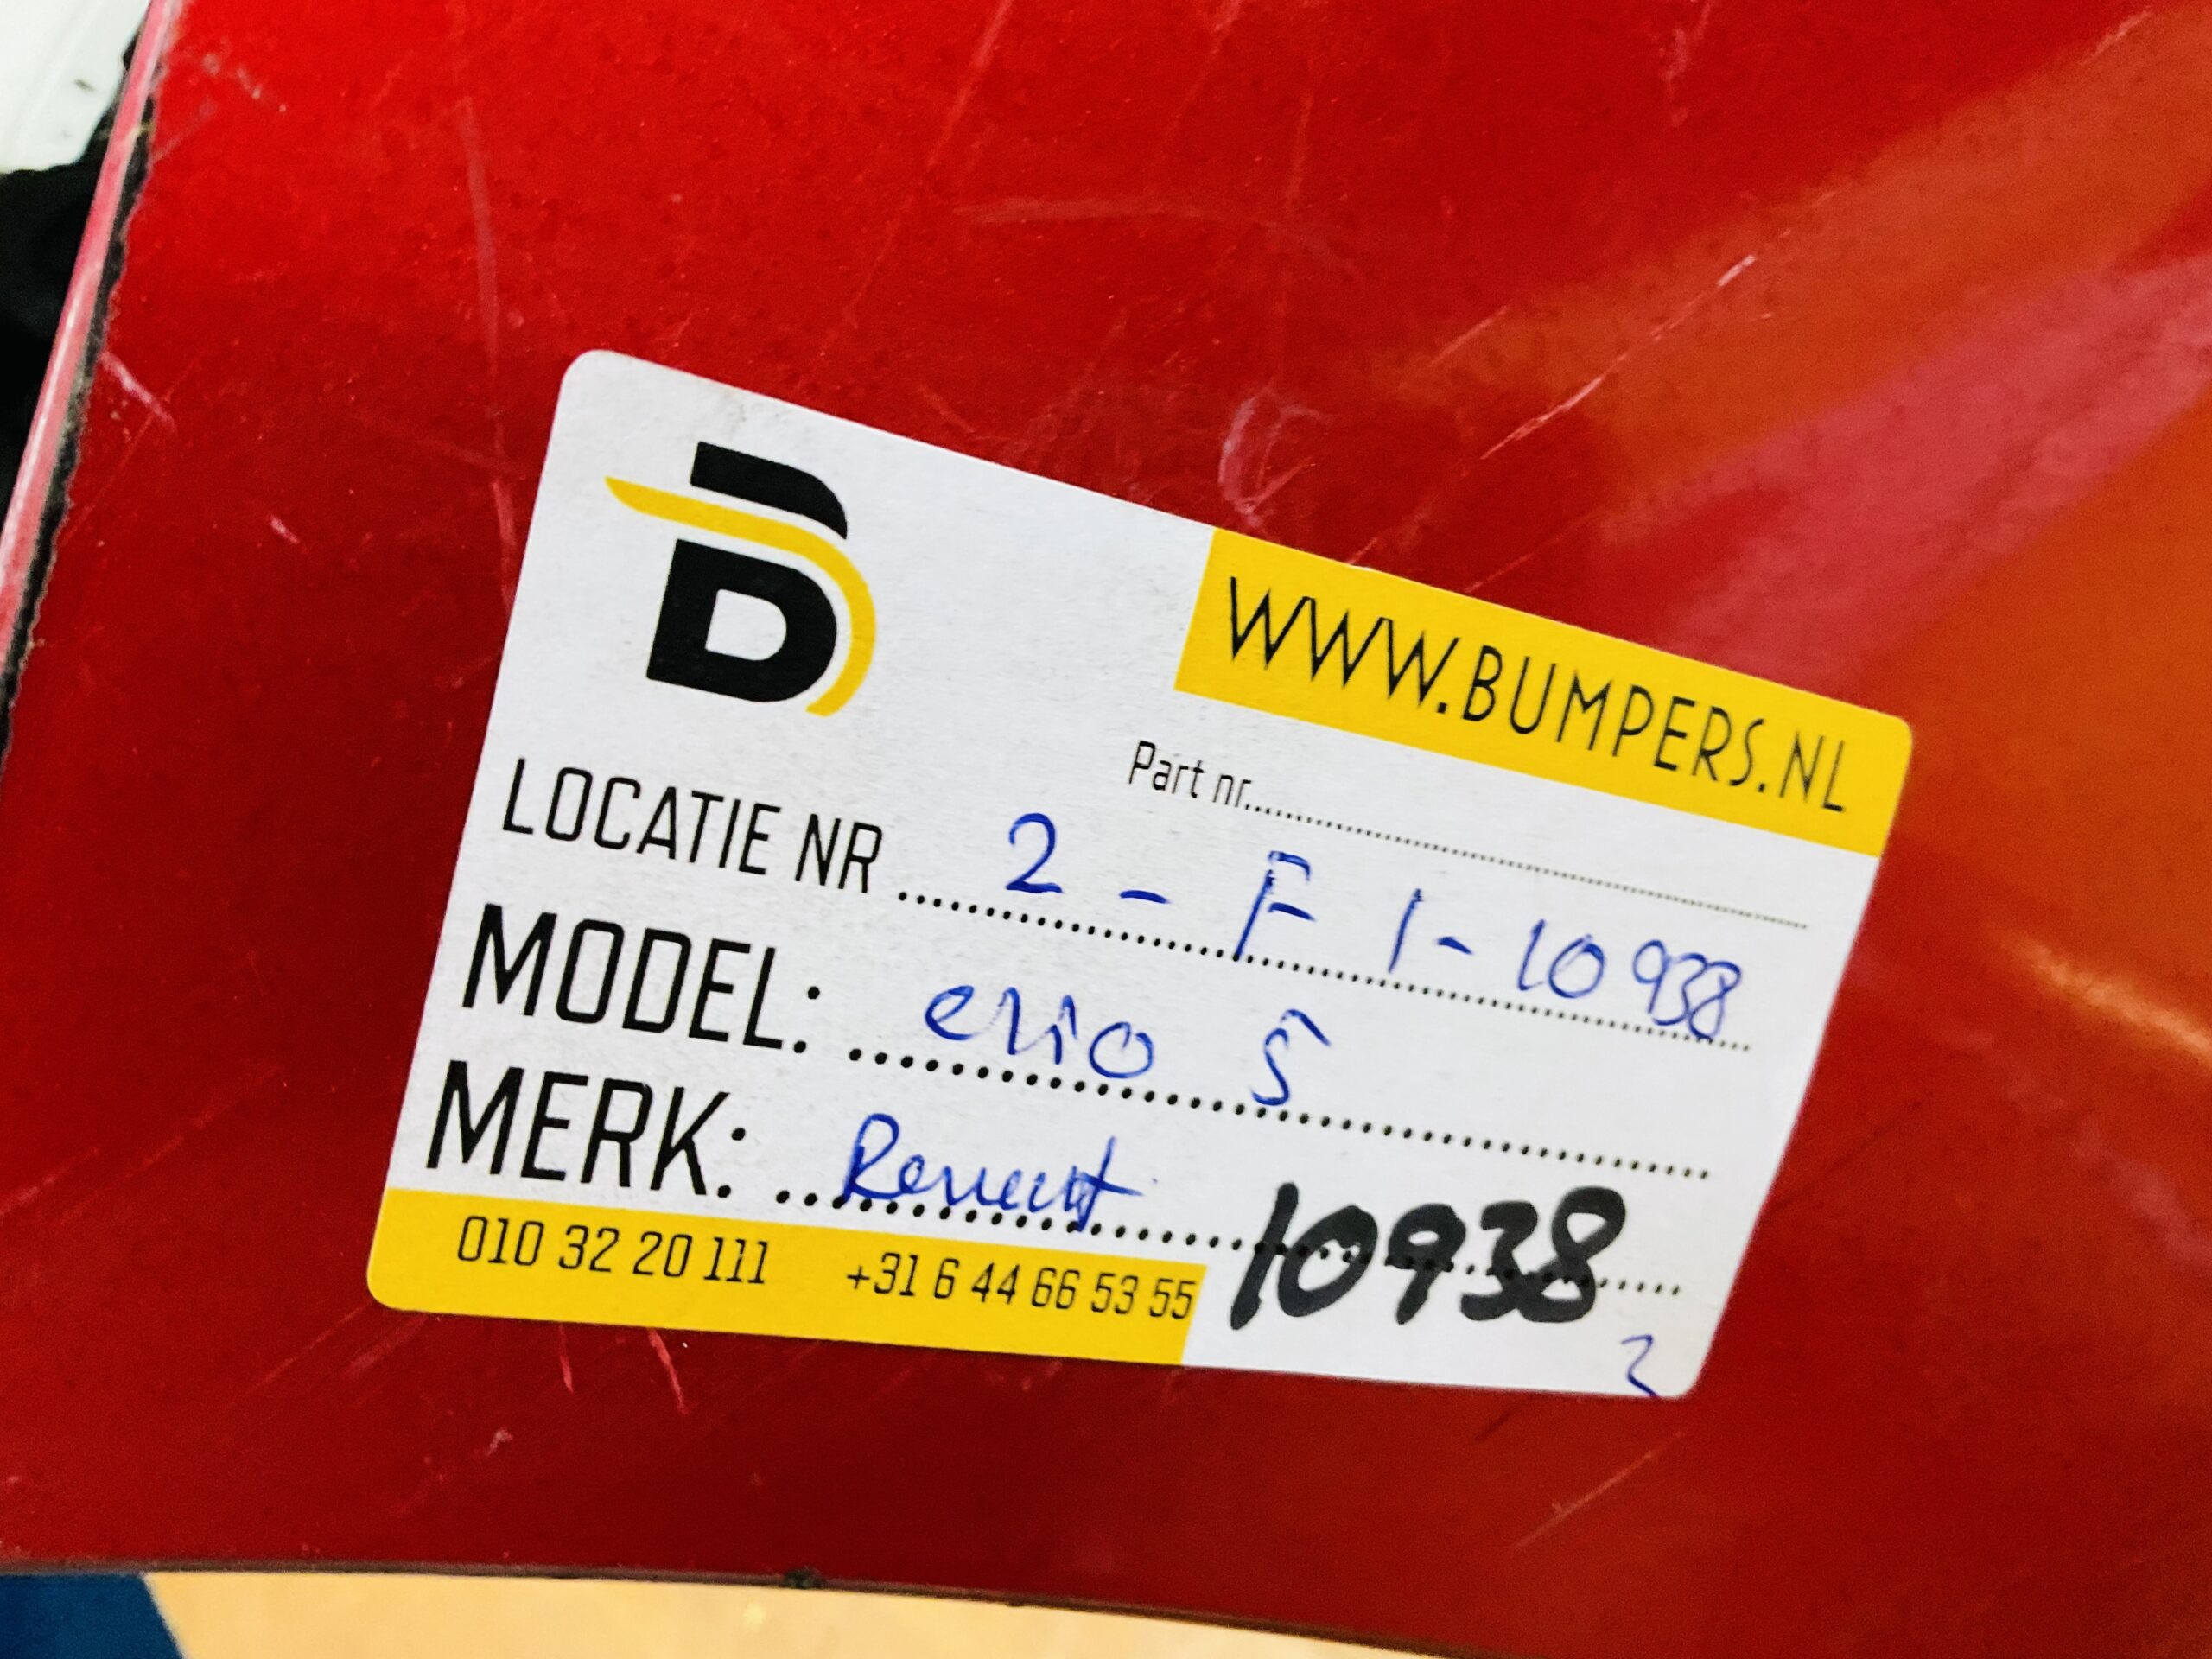 B
WWW.BUMPERS.NL
Part nr..........
LOCATIE NR .......... 2 - F 1 - 10938
MODEL: .......... clio 5
MERK: .......... Renault
10938
010 32 20 111 +31 6 44 66 53 55
2